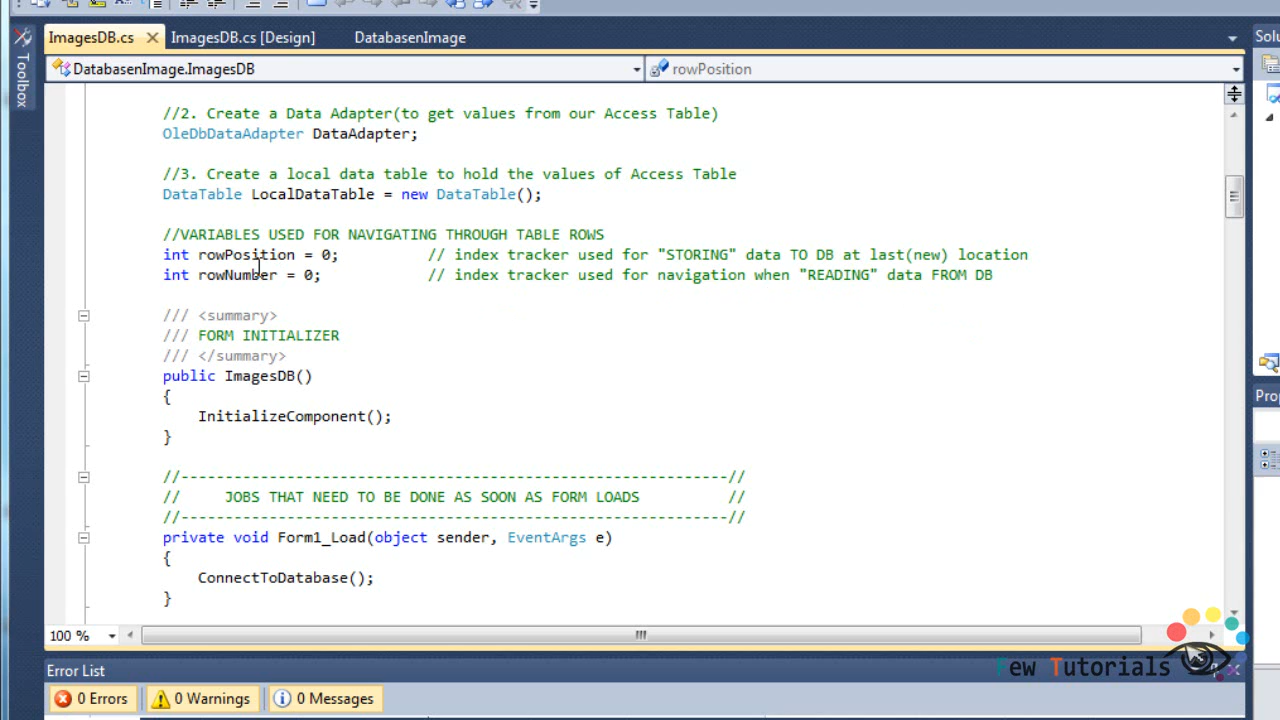 ImagesDB.cs ImagesDB.cs [Design] DatabasenImage
Solu
Toolbox
DatabasenImage.ImagesDB rowPosition
//2. Create a Data Adapter(to get values from our Access Table)
OleDbDataAdapter DataAdapter;
//3. Create a local data table to hold the values of Access Table
DataTable LocalDataTable = new DataTable();
//VARIABLES USED FOR NAVIGATING THROUGH TABLE ROWS
int rowPosition = 0; // index tracker used for "STORING" data TO DB at last(new) location
int rowNumber = 0; // index tracker used for navigation when "READING" data FROM DB
/// <summary>
/// FORM INITIALIZER
/// </summary>
public ImagesDB()
{
InitializeComponent();
}
Prop
//--------------------------------------------------------------//
// JOBS THAT NEED TO BE DONE AS SOON AS FORM LOADS //
//--------------------------------------------------------------//
private void Form1_Load(object sender, EventArgs e)
{
ConnectToDatabase();
}
100 %
Few Tutorials
Error List
0 Errors 0 Warnings 0 Messages